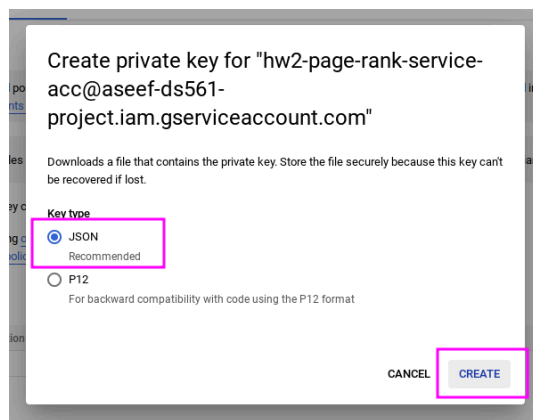 Create private key for "hw2-page-rank-service-
acc@aseef-ds561-
project.iam.gserviceaccount.com"
Downloads a file that contains the private key. Store the file securely because this key can't
be recovered if lost.
Key type
JSON
Recommended
P12
For backward compatibility with code using the P12 format
CANCEL CREATE